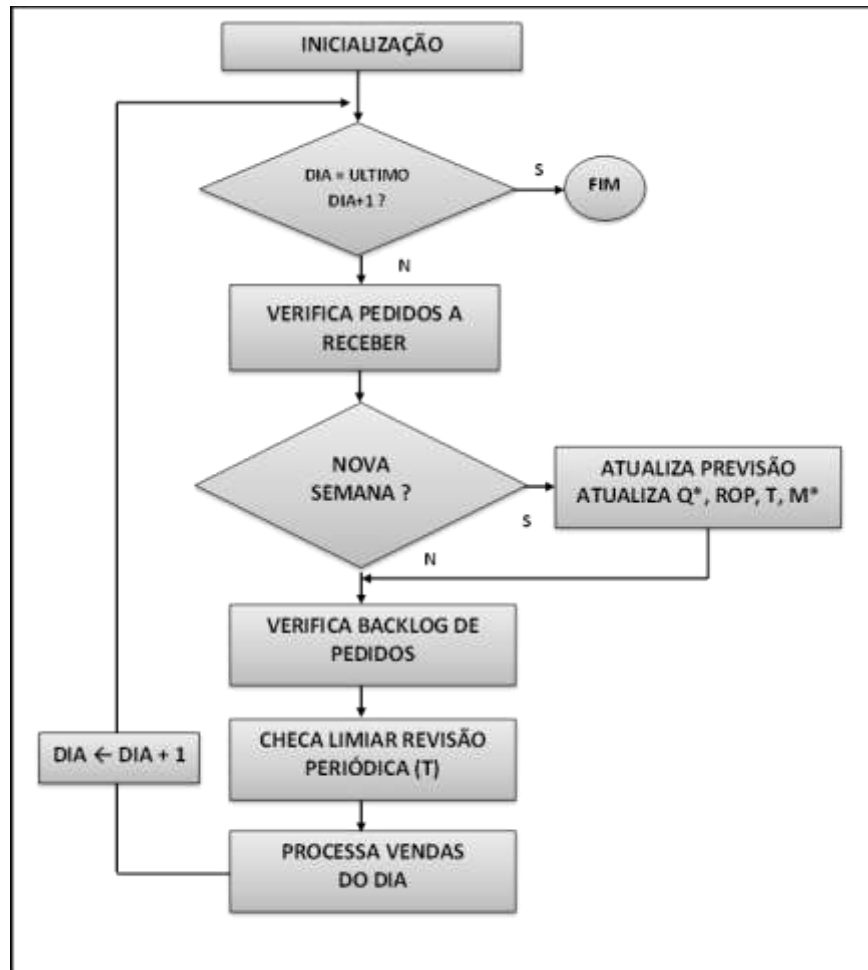 INICIALIZAÇÃO
DIA = ULTIMO
DIA+1 ?
S
FIM
N
VERIFICA PEDIDOS A
RECEBER
NOVA
SEMANA ?
S
ATUALIZA PREVISÃO
ATUALIZA Q*, ROP, T, M*
N
VERIFICA BACKLOG DE
PEDIDOS
CHECA LIMIAR REVISÃO
PERIÓDICA (T)
DIA ← DIA + 1
PROCESSA VENDAS
DO DIA